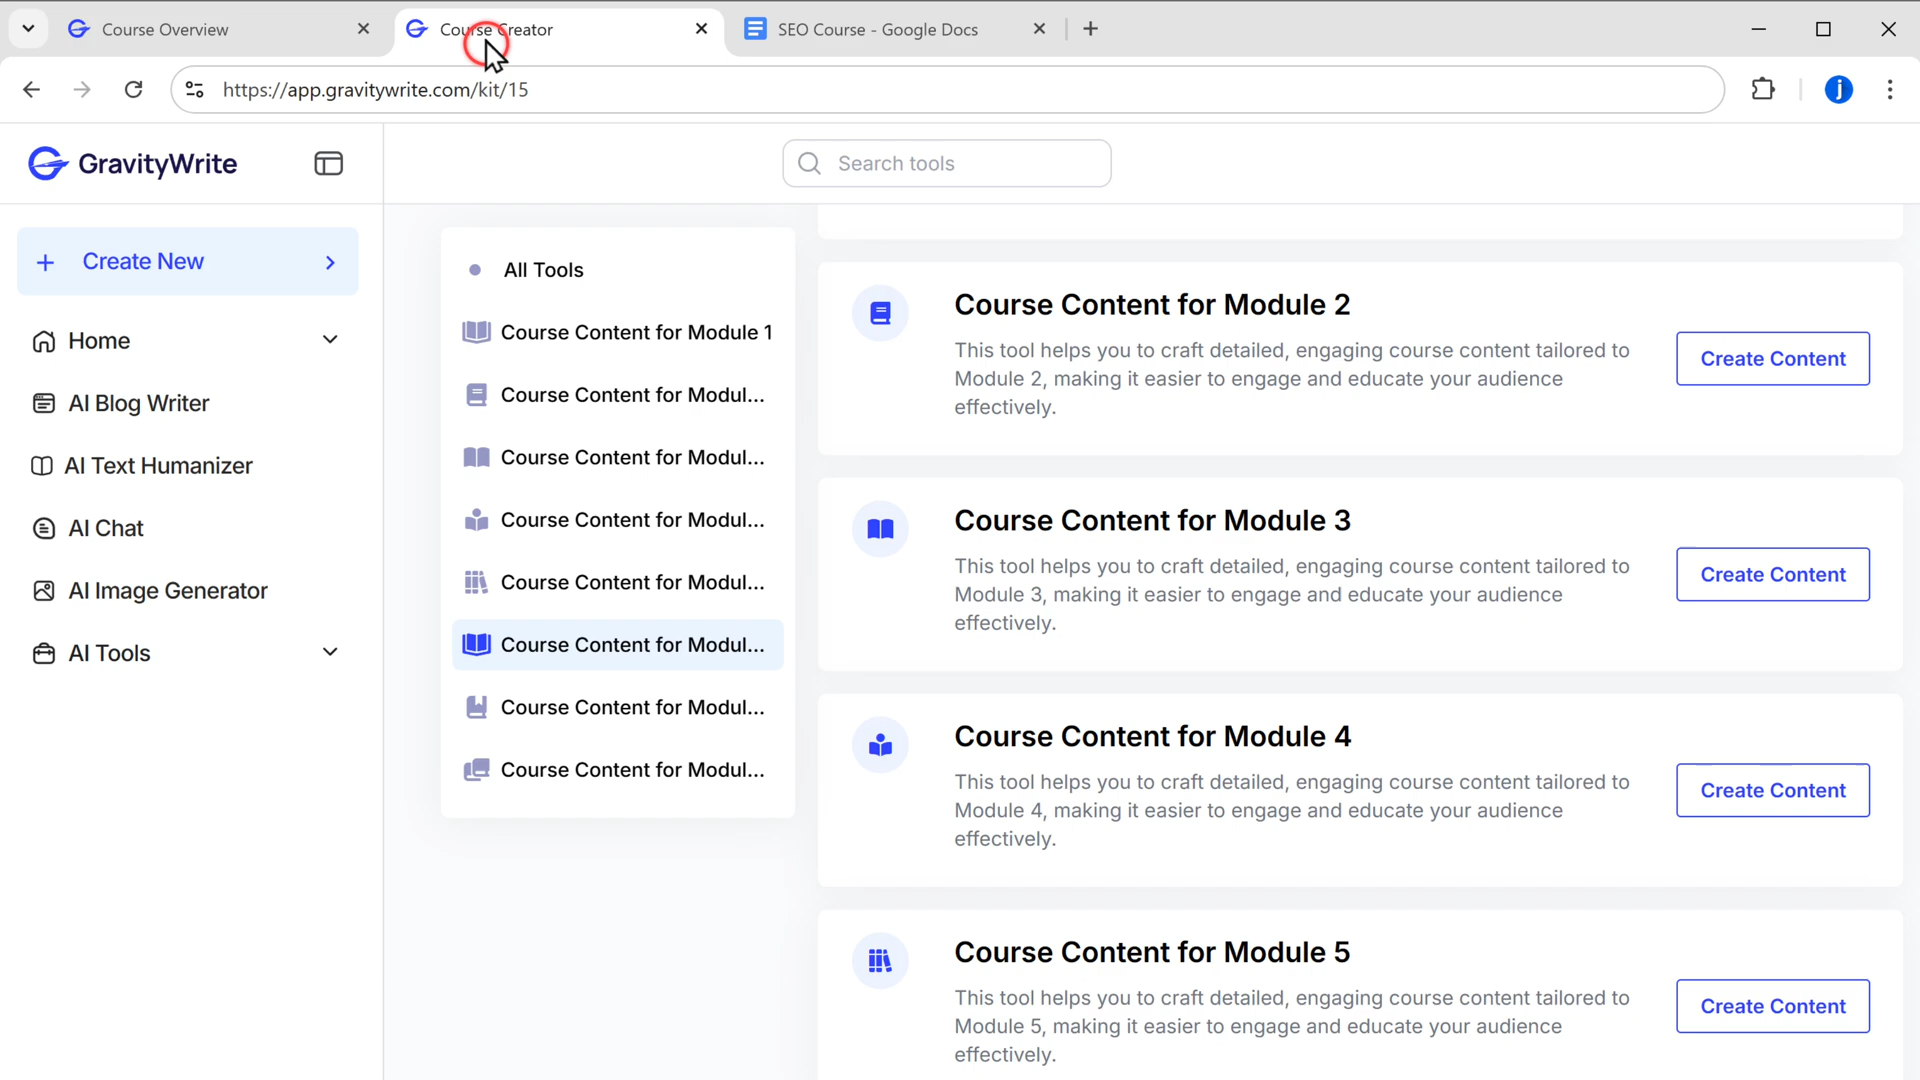 Course Overview
Course Creator
SEO Course - Google Docs
https://app.gravitywrite.com/kit/15
j
GravityWrite
Search tools
Create New
Home
AI Blog Writer
AI Text Humanizer
AI Chat
AI Image Generator
AI Tools
All Tools
Course Content for Module 1
Course Content for Modul...
Course Content for Modul...
Course Content for Modul...
Course Content for Modul...
Course Content for Modul...
Course Content for Modul...
Course Content for Modul...
Course Content for Module 2
This tool helps you to craft detailed, engaging course content tailored to
Module 2, making it easier to engage and educate your audience
effectively.
Create Content
Course Content for Module 3
This tool helps you to craft detailed, engaging course content tailored to
Module 3, making it easier to engage and educate your audience
effectively.
Create Content
Course Content for Module 4
This tool helps you to craft detailed, engaging course content tailored to
Module 4, making it easier to engage and educate your audience
effectively.
Create Content
Course Content for Module 5
This tool helps you to craft detailed, engaging course content tailored to
Module 5, making it easier to engage and educate your audience
effectively.
Create Content